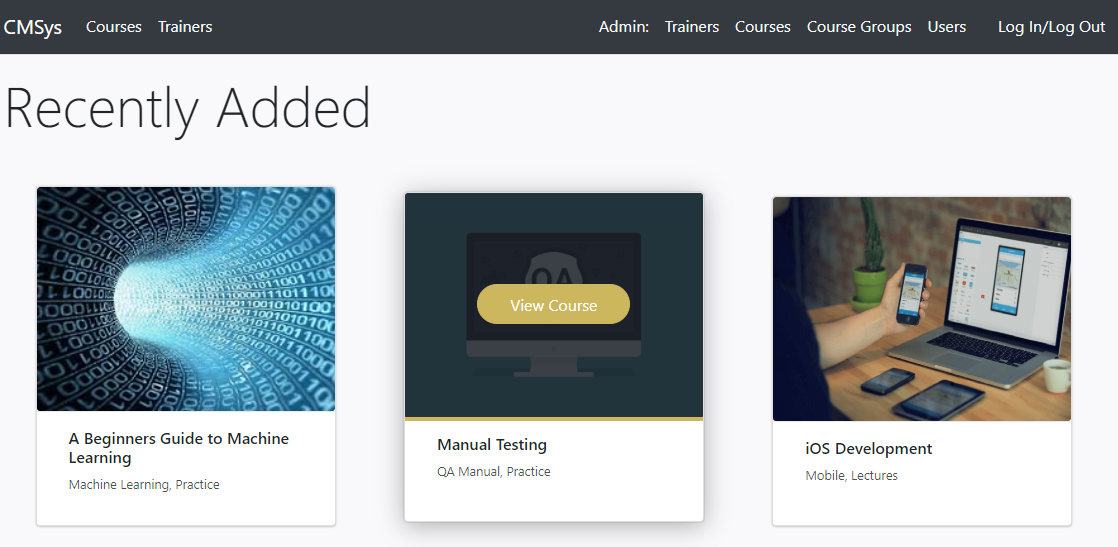 CMSys Courses Trainers Admin: Trainers Courses Course Groups Users Log In/Log Out
Recently Added
QA
View Course
A Beginners Guide to Machine
Learning
Machine Learning, Practice
Manual Testing
QA Manual, Practice
iOS Development
Mobile, Lectures